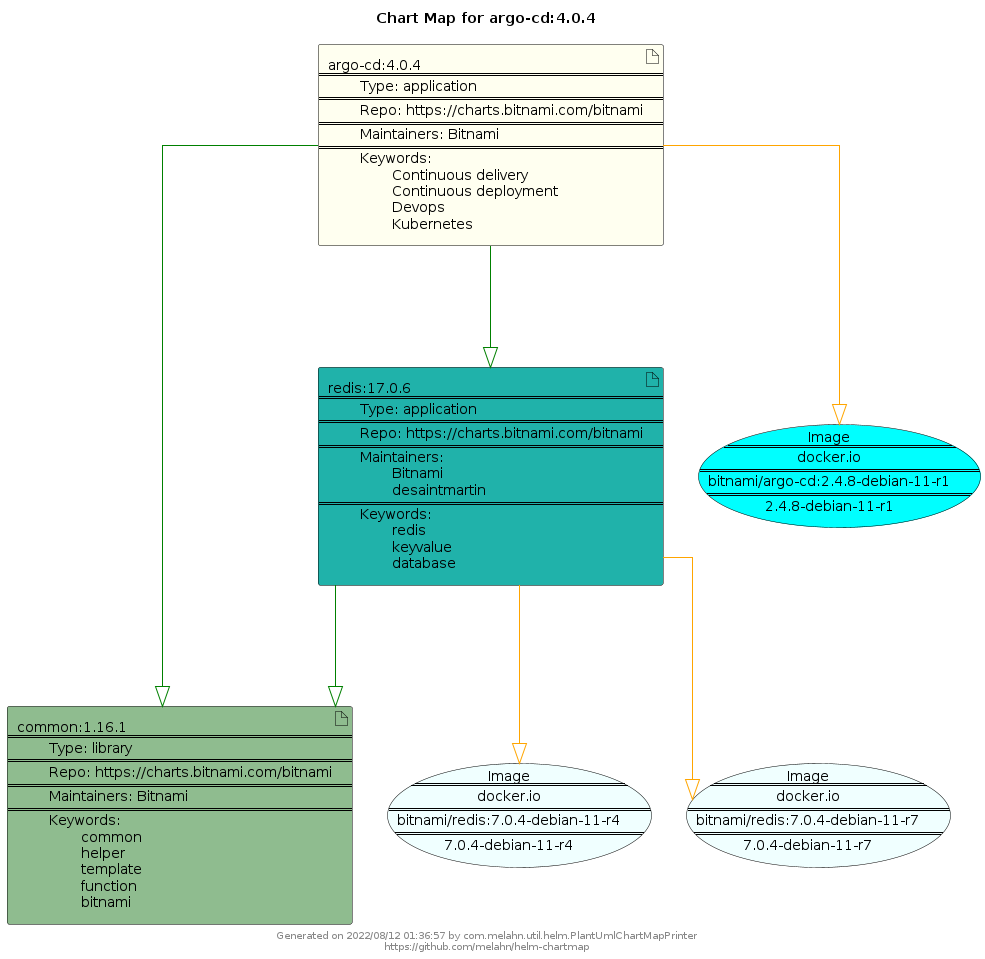 Chart Map for argo-cd:4.0.4
argo-cd:4.0.4
Type: application
Repo: https://charts.bitnami.com/bitnami
Maintainers: Bitnami
Keywords:
Continuous delivery
Continuous deployment
Devops
Kubernetes
redis:17.0.6
Type: application
Repo: https://charts.bitnami.com/bitnami
Maintainers:
Bitnami
desaintmartin
Keywords:
redis
keyvalue
database
Image
docker.io
bitnami/argo-cd:2.4.8-debian-11-r1
2.4.8-debian-11-r1
common:1.16.1
Type: library
Repo: https://charts.bitnami.com/bitnami
Maintainers: Bitnami
Keywords:
common
helper
template
function
bitnami
Image
docker.io
bitnami/redis:7.0.4-debian-11-r4
7.0.4-debian-11-r4
Image
docker.io
bitnami/redis:7.0.4-debian-11-r7
7.0.4-debian-11-r7
Generated on 2022/08/12 01:36:57 by com.melahn.util.helm.PlantUmlChartMapPrinter
https://github.com/melahn/helm-chartmap